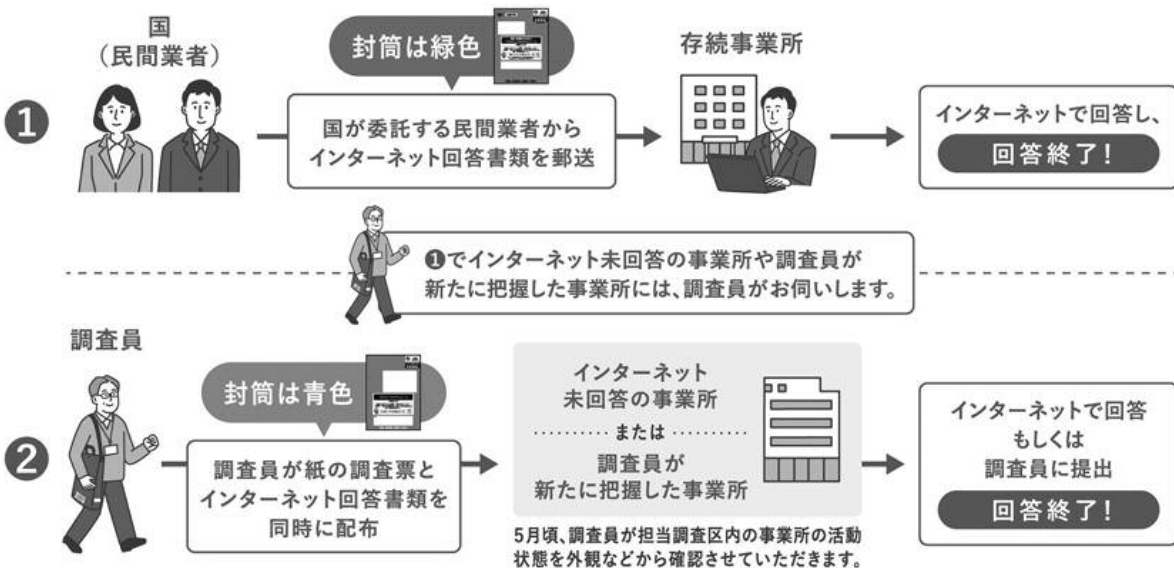 国
(民間業者)
封筒は緑色
存続事業所
❶
国が委託する民間業者から
インターネット回答書類を郵送
インターネットで回答し、
回答終了!
❶でインターネット未回答の事業所や調査員が
新たに把握した事業所には、調査員がお伺いします。
調査員
封筒は青色
❷
調査員が紙の調査票と
インターネット回答書類を
同時に配布
インターネット
未回答の事業所
または
調査員が
新たに把握した事業所
5月頃、調査員が担当調査区内の事業所の活動
状態を外観などから確認させていただきます。
インターネットで回答
もしくは
調査員に提出
回答終了!